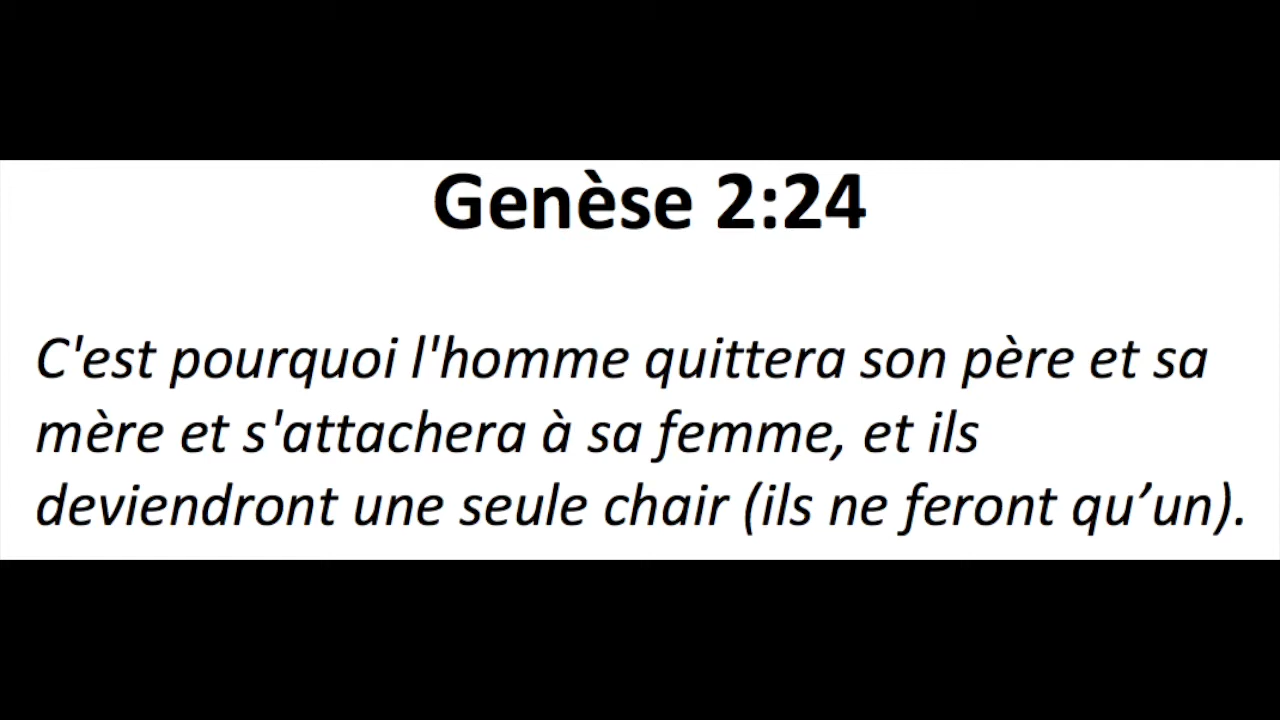 Genèse 2:24
C'est pourquoi l'homme quittera son père et sa
mère et s'attachera à sa femme, et ils
deviendront une seule chair (ils ne feront qu’un).